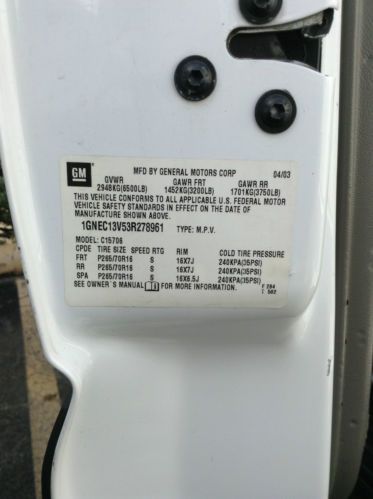 GM MFD BY GENERAL MOTORS CORP 04/03
GVWR GAWR FRT GAWR RR
2948KG(6500LB) 1452KG(3200LB) 1701KG(3750LB)
THIS VEHICLE CONFORMS TO ALL APPLICABLE U.S. FEDERAL MOTOR
VEHICLE SAFETY STANDARDS IN EFFECT ON THE DATE OF
MANUFACTURE SHOWN ABOVE.
1GNEC13V53R278961 TYPE: M.P.V.
MODEL: C15706
CPDE TIRE SIZE SPEED RTG RIM COLD TIRE PRESSURE
FRT P265/70R16 S 16X7J 240KPA(35PSI)
RR P265/70R16 S 16X7J 240KPA(35PSI)
SPA P265/70R16 S 16X6.5J 240KPA(35PSI)
SEE OWNER'S MANUAL FOR MORE INFORMATION.
F 284
I 502